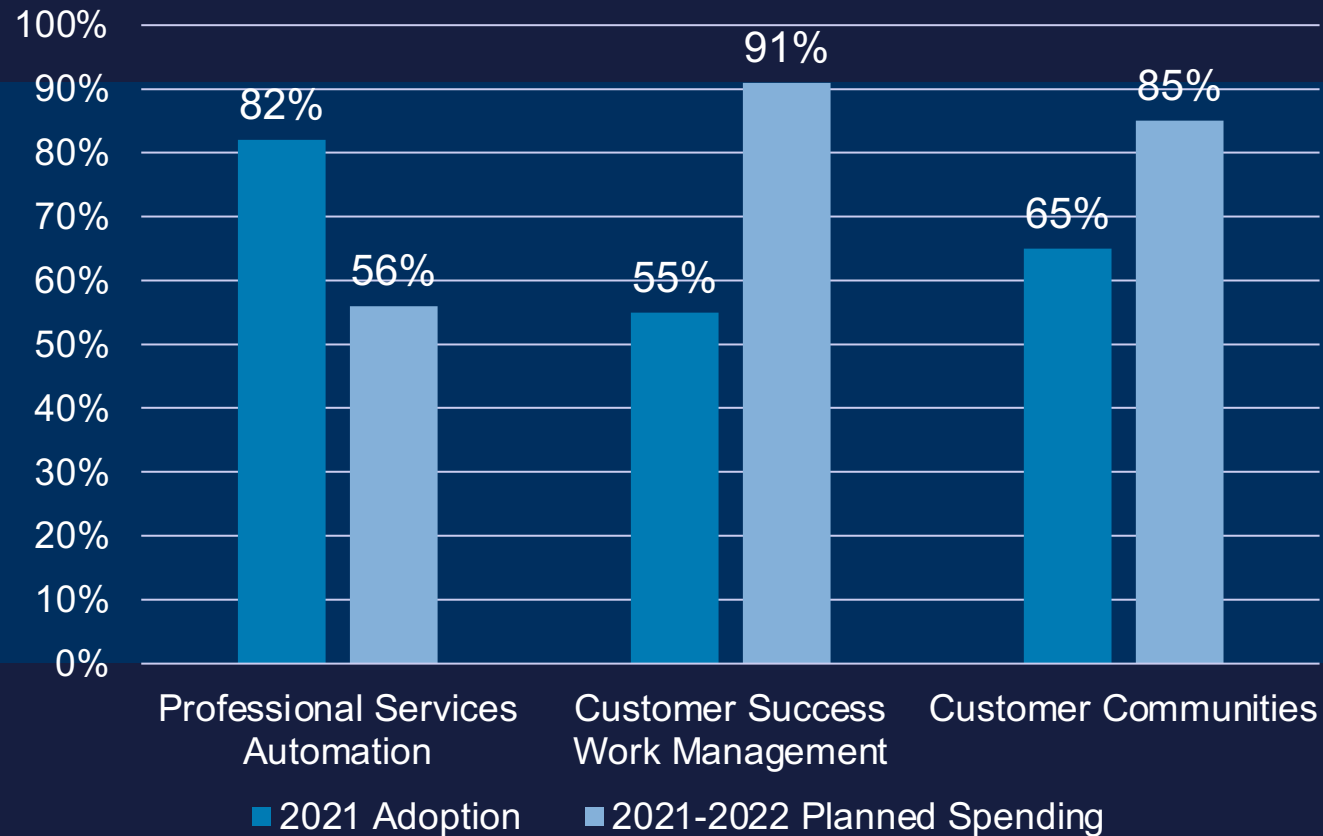 100%
90%
80%
70%
60%
50%
40%
30%
20%
10%
0%
82%
56%
55%
91%
65%
85%
Professional Services
Automation
Customer Success
Work Management
Customer Communities
2021 Adoption
2021-2022 Planned Spending